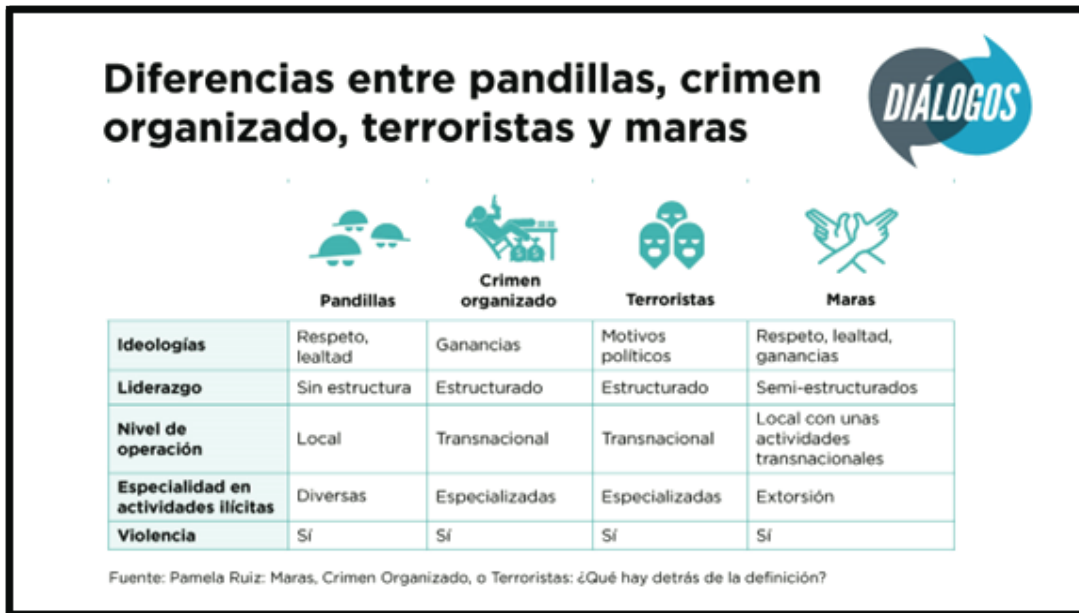 Diferencias entre pandillas, crimen
organizado, terroristas y maras
DIÁLOGOS
Pandillas
Crimen
organizado
Terroristas
Maras
Ideologías
Respeto,
lealtad
Ganancias
Motivos
políticos
Respeto, lealtad,
ganancias
Liderazgo
Sin estructura
Estructurado
Estructurado
Semi-estructurados
Nivel de
operación
Local
Transnacional
Transnacional
Local con unas
actividades
transnacionales
Especialidad en
actividades ilícitas
Diversas
Especializadas
Especializadas
Extorsión
Violencia
Sí
Sí
Sí
Sí
Fuente: Pamela Ruiz: Maras, Crimen Organizado, o Terroristas: ¿Qué hay detrás de la definición?